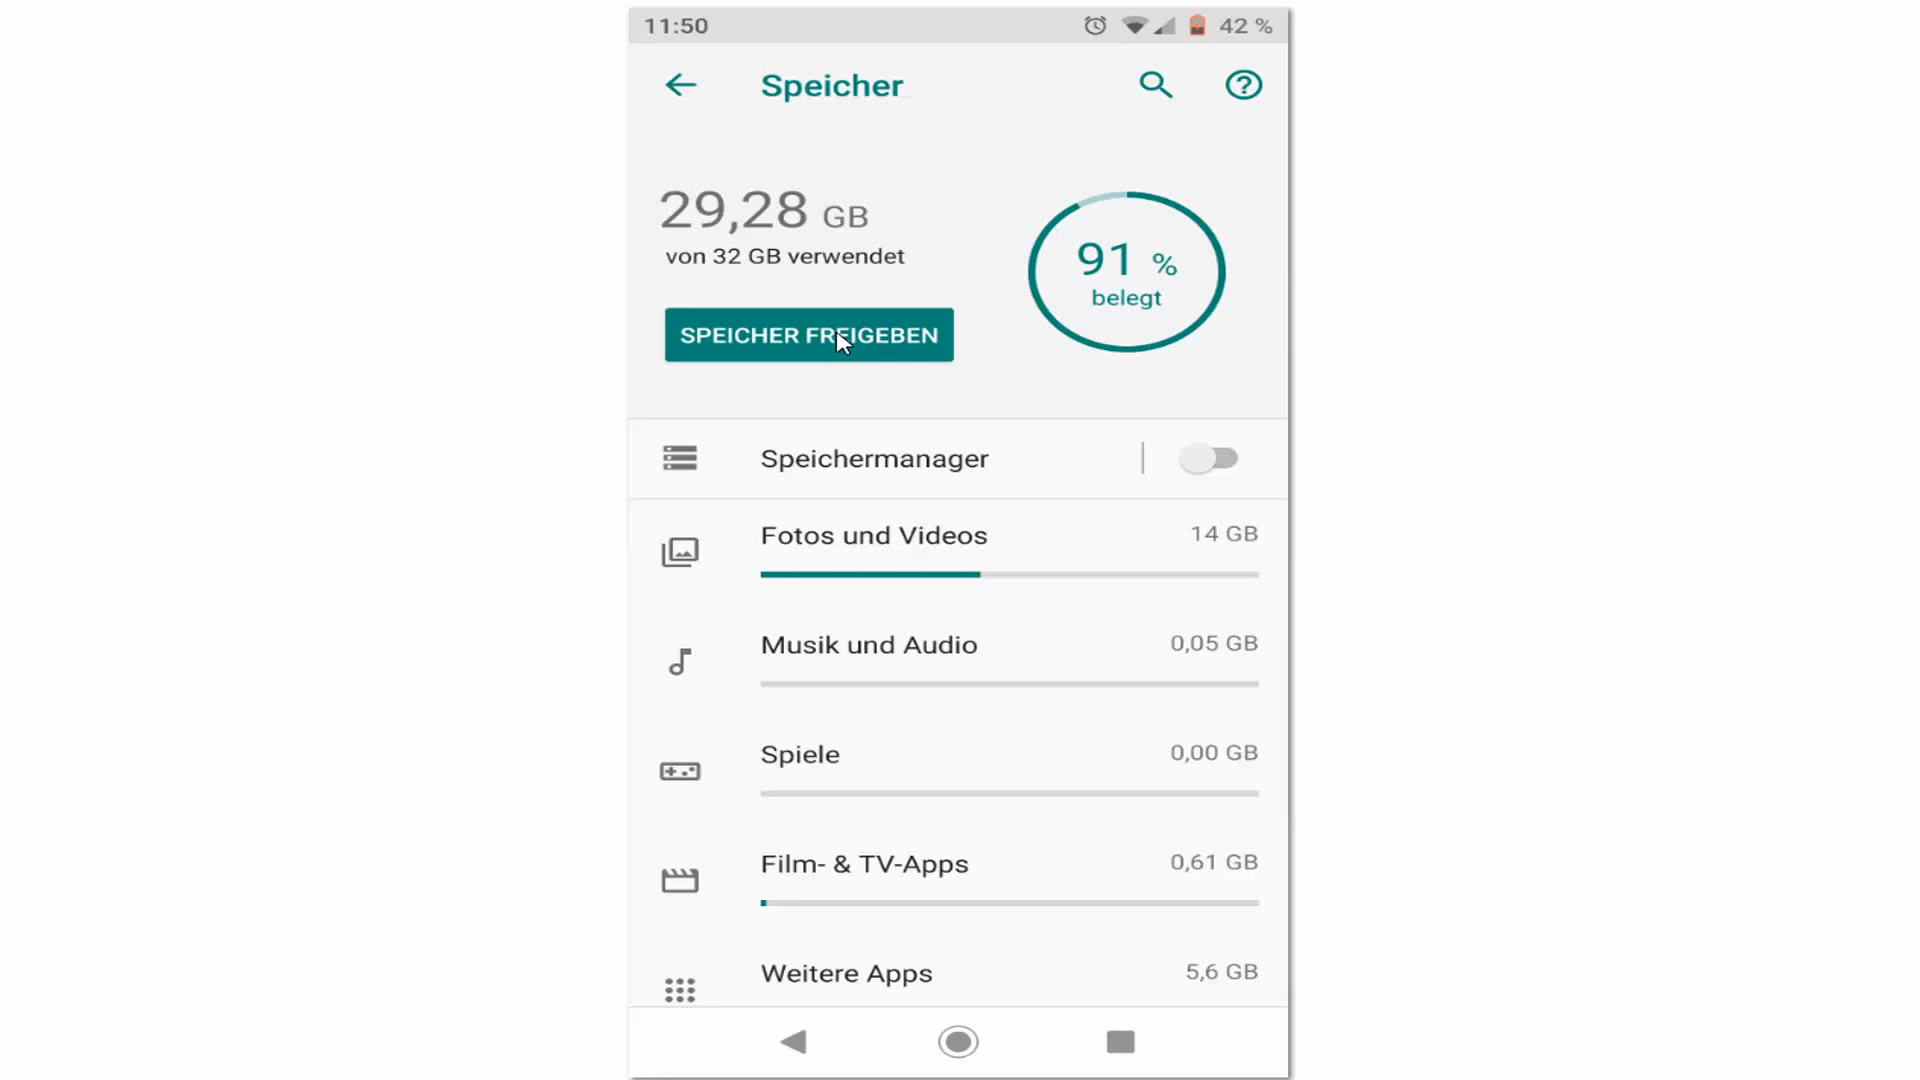 11:50
42 %
Speicher
29,28 GB
von 32 GB verwendet
91 %
belegt
SPEICHER FREIGEBEN
Speichermanager
Fotos und Videos
14 GB
Musik und Audio
0,05 GB
Spiele
0,00 GB
Film- & TV-Apps
0,61 GB
Weitere Apps
5,6 GB